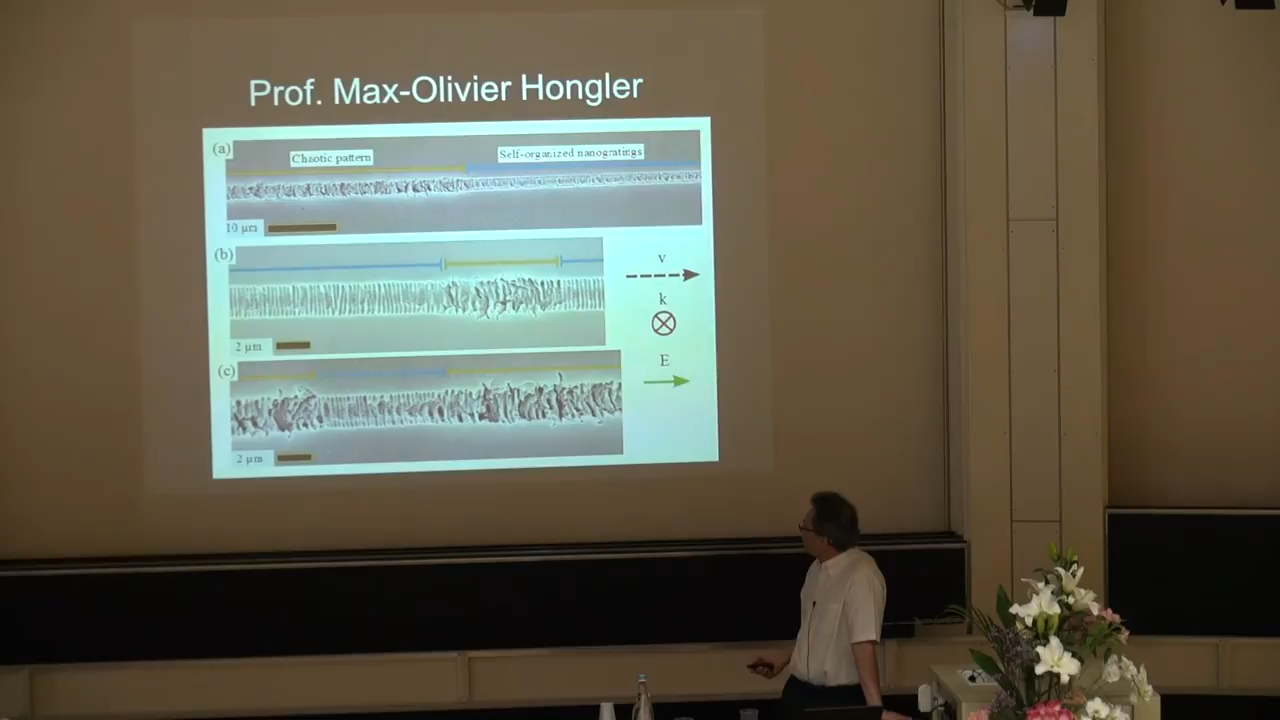 Prof. Max-Olivier Hongler
(a)
Chaotic pattern
Self-organized nanogratings
10 µm
(b)
v
k
2 µm
E
(c)
2 µm